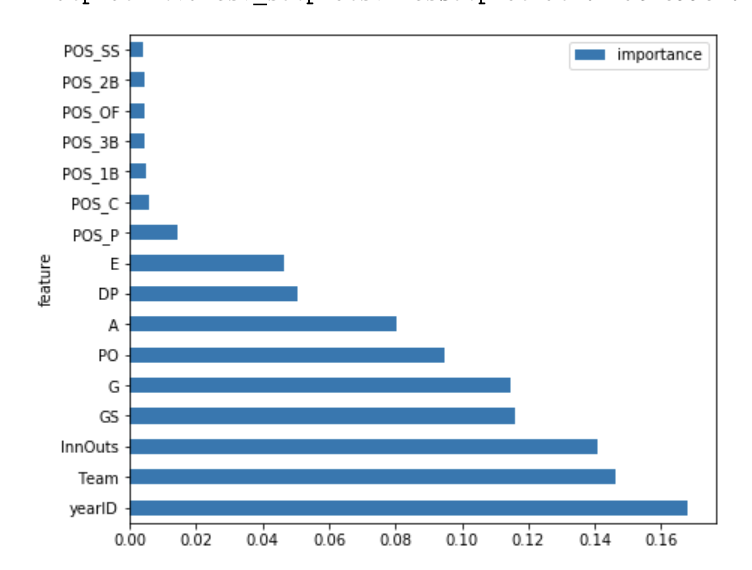 POS_SS
importance
POS_2B
POS_OF
POS_3B
POS_1B
POS_C
POS_P
E
DP
A
PO
G
GS
InnOuts
Team
yearID
feature
0.00 0.02 0.04 0.06 0.08 0.10 0.12 0.14 0.16